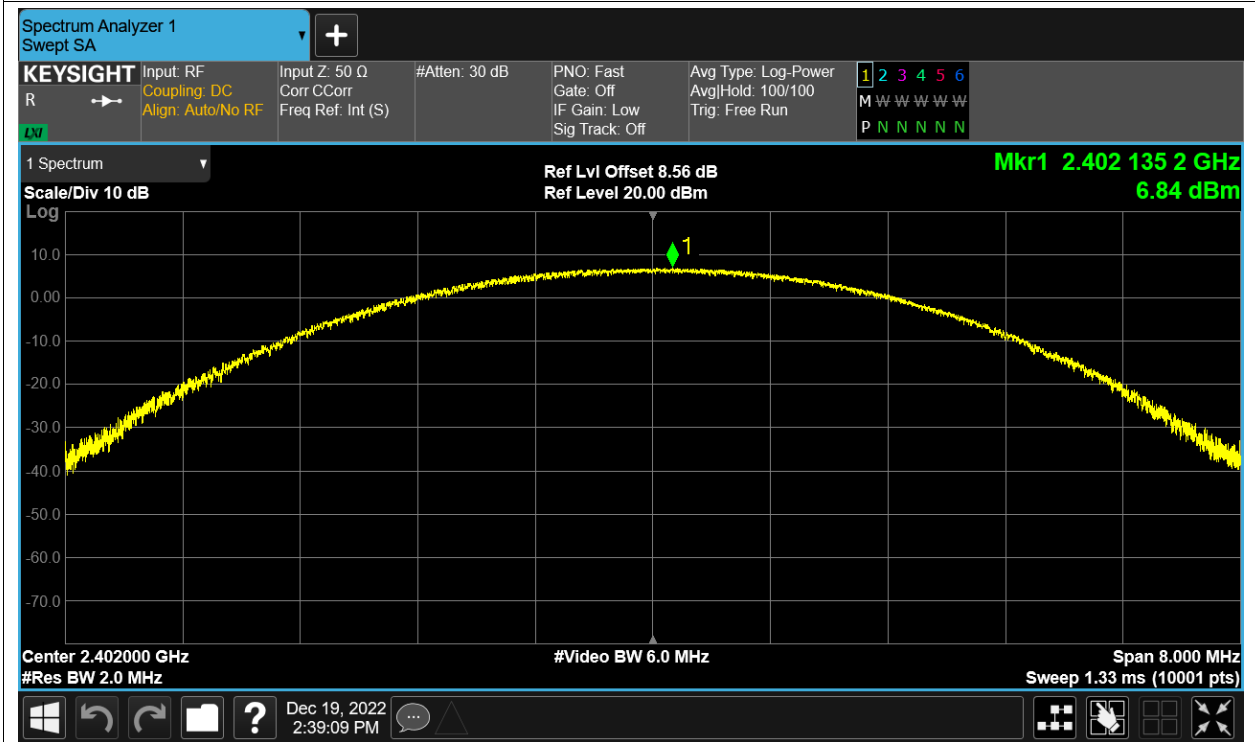 Spectrum Analyzer 1
Swept SA
KEYSIGHT
R
LXI
Input: RF
Coupling: DC
Align: Auto/No RF
Input Z: 50 Ω
Corr CCorr
Freq Ref: Int (S)
#Atten: 30 dB
PNO: Fast
Gate: Off
IF Gain: Low
Sig Track: Off
Avg Type: Log-Power
Avg|Hold: 100/100
Trig: Free Run
1 2 3 4 5 6
M W W W W W
P N N N N N
1 Spectrum
Scale/Div 10 dB
Log
Ref Lvl Offset 8.56 dB
Ref Level 20.00 dBm
Mkr1 2.402 135 2 GHz
6.84 dBm
1
10.0
0.00
-10.0
-20.0
-30.0
-40.0
-50.0
-60.0
-70.0
Center 2.402000 GHz
#Res BW 2.0 MHz
#Video BW 6.0 MHz
Span 8.000 MHz
Sweep 1.33 ms (10001 pts)
?
Dec 19, 2022
2:39:09 PM